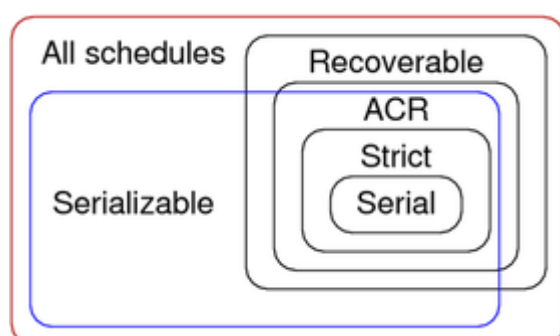 All schedules
Recoverable
ACR
Strict
Serializable
Serial